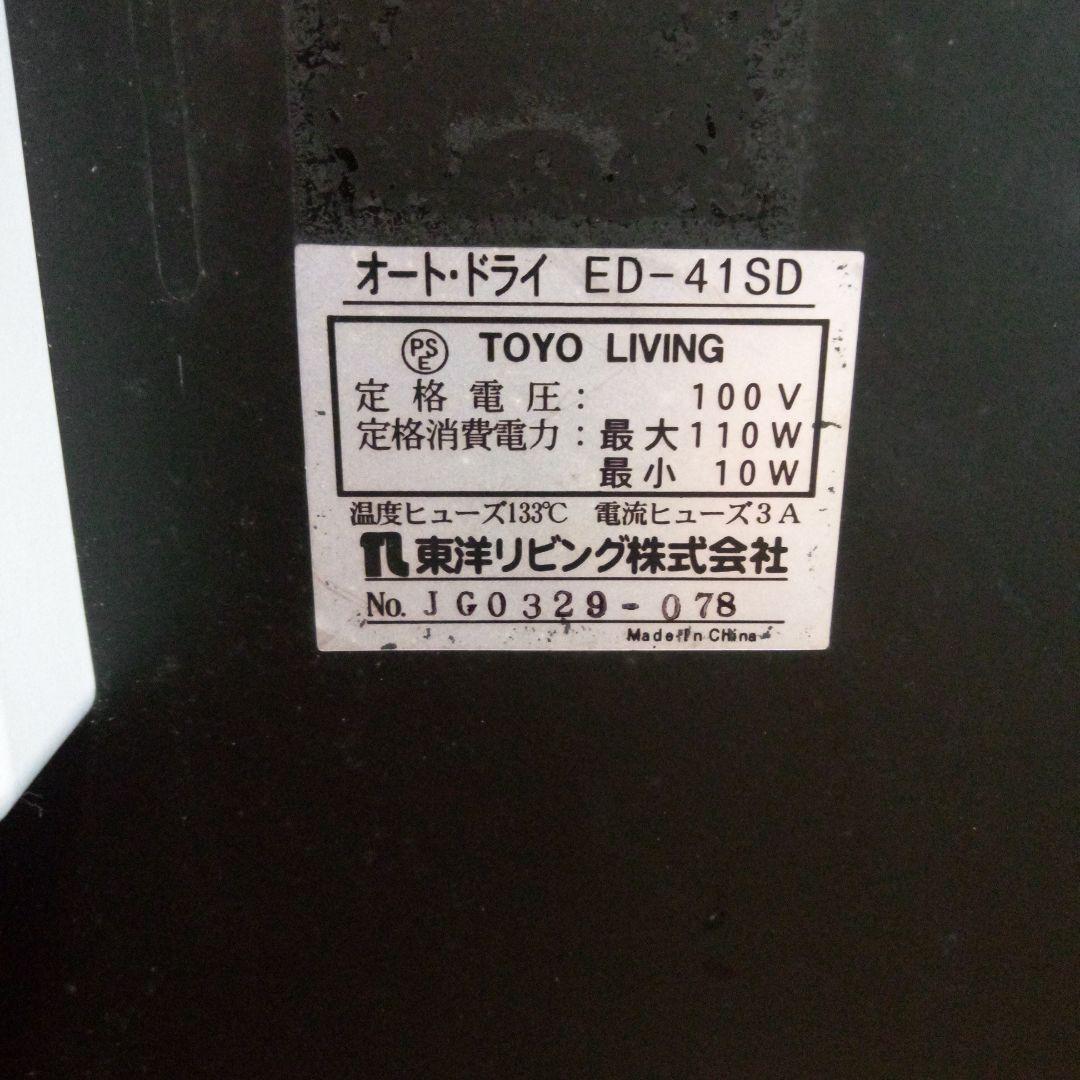 オート・ドライ ED-41SD
PSE TOYO LIVING
定格電圧: 100V
定格消費電力: 最大110W
最小 10W
温度ヒューズ133℃ 電流ヒューズ3A
東洋リビング株式会社
No. JG0329-078
Made in China